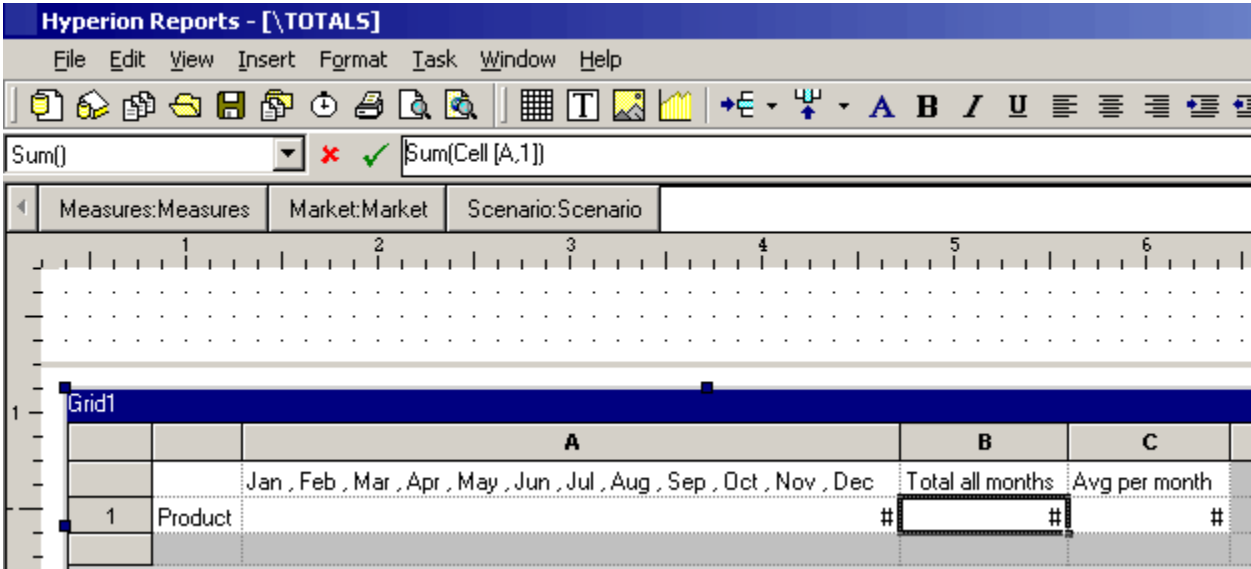 Hyperion Reports - [\TOTALS]
File Edit View Insert Format Task Window Help
T A B I U
Sum() Sum(Cell [A,1])
Measures:Measures Market:Market Scenario:Scenario
1 2 3 4 5 6
1
Grid1
A B C
Jan , Feb , Mar , Apr , May , Jun , Jul , Aug , Sep , Oct , Nov , Dec Total all months Avg per month
1 Product # # #